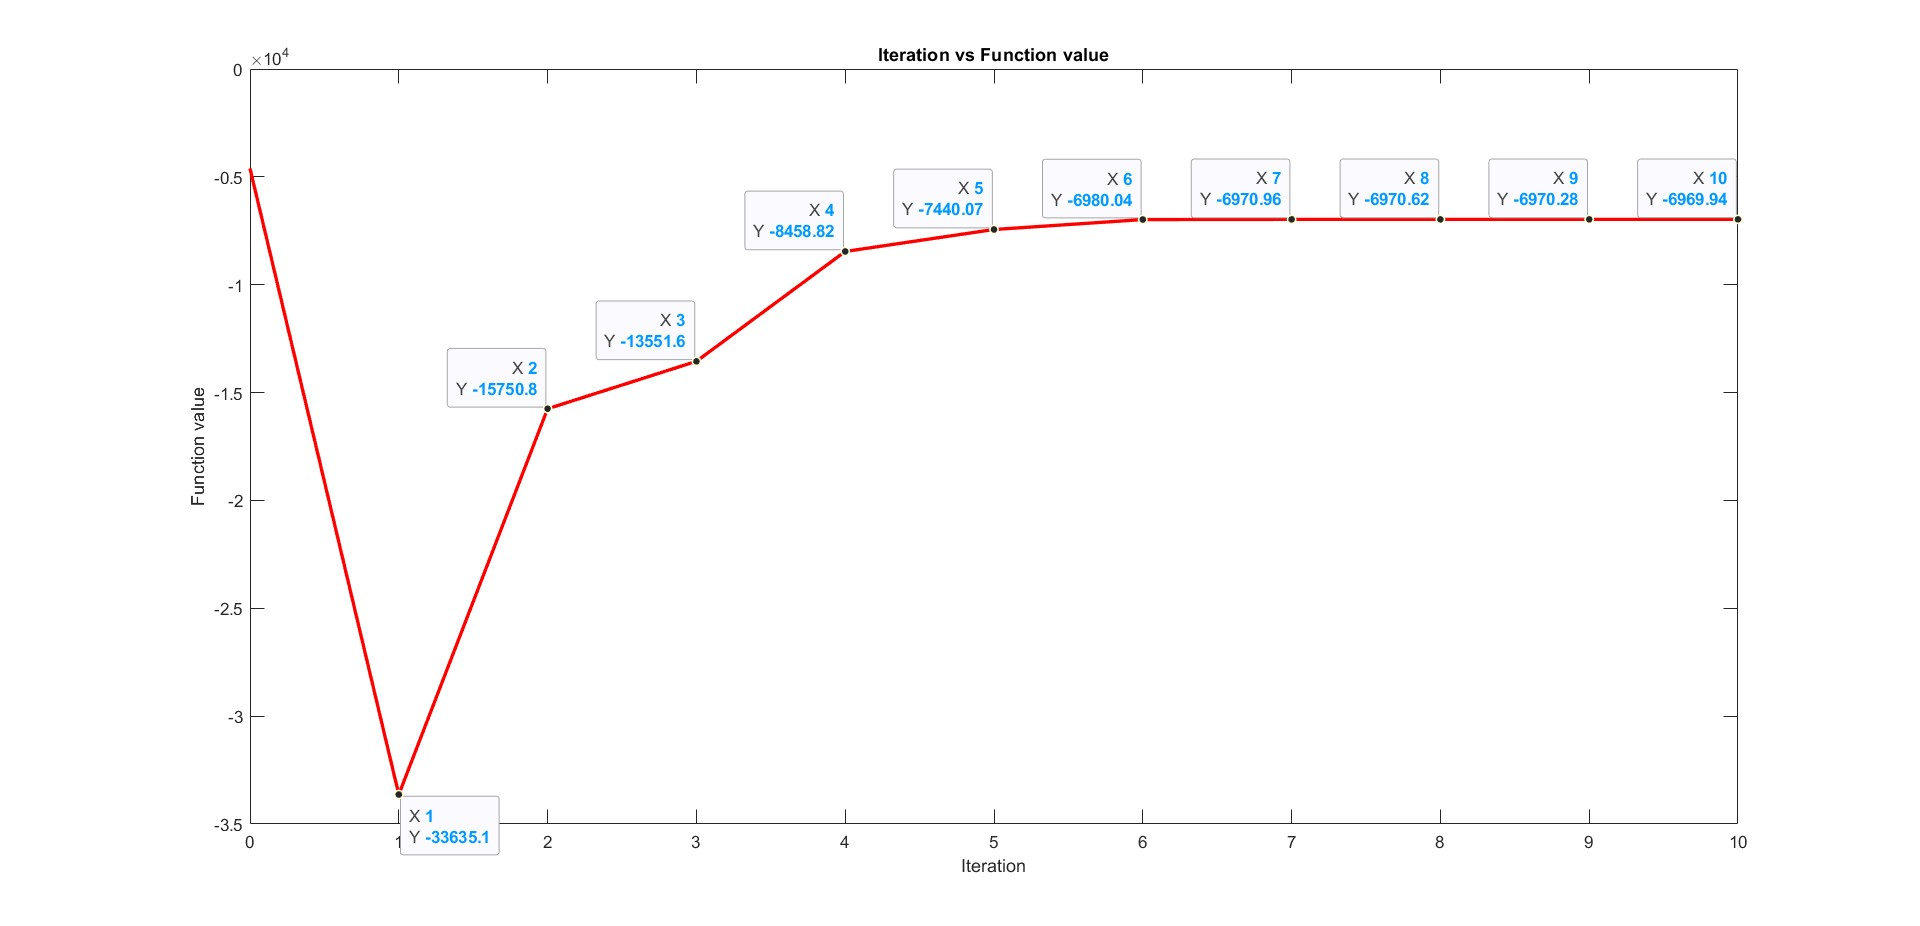 Iteration vs Function value
×10⁴
0
-0.5
-1
-1.5
-2
-2.5
-3
-3.5
Function value
X 1
Y -33635.1
X 2
Y -15750.8
X 3
Y -13551.6
X 4
Y -8458.82
X 5
Y -7440.07
X 6
Y -6980.04
X 7
Y -6970.96
X 8
Y -6970.62
X 9
Y -6970.28
X 10
Y -6969.94
0 1 2 3 4 5 6 7 8 9 10
Iteration